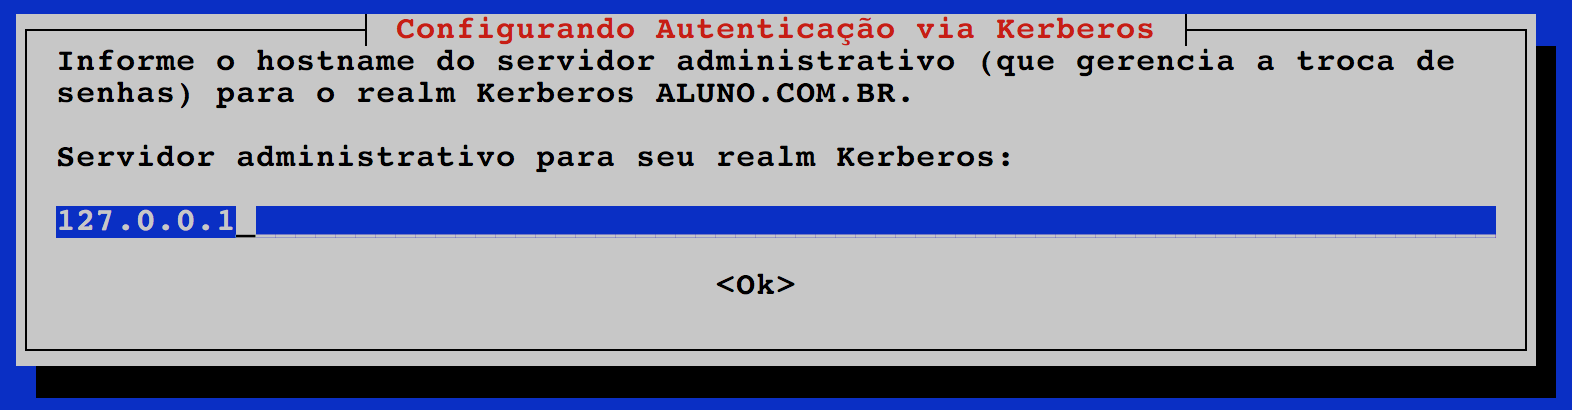 Configurando Autenticação via Kerberos
Informe o hostname do servidor administrativo (que gerencia a troca de
senhas) para o realm Kerberos ALUNO.COM.BR.
Servidor administrativo para seu realm Kerberos:
127.0.0.1
<Ok>